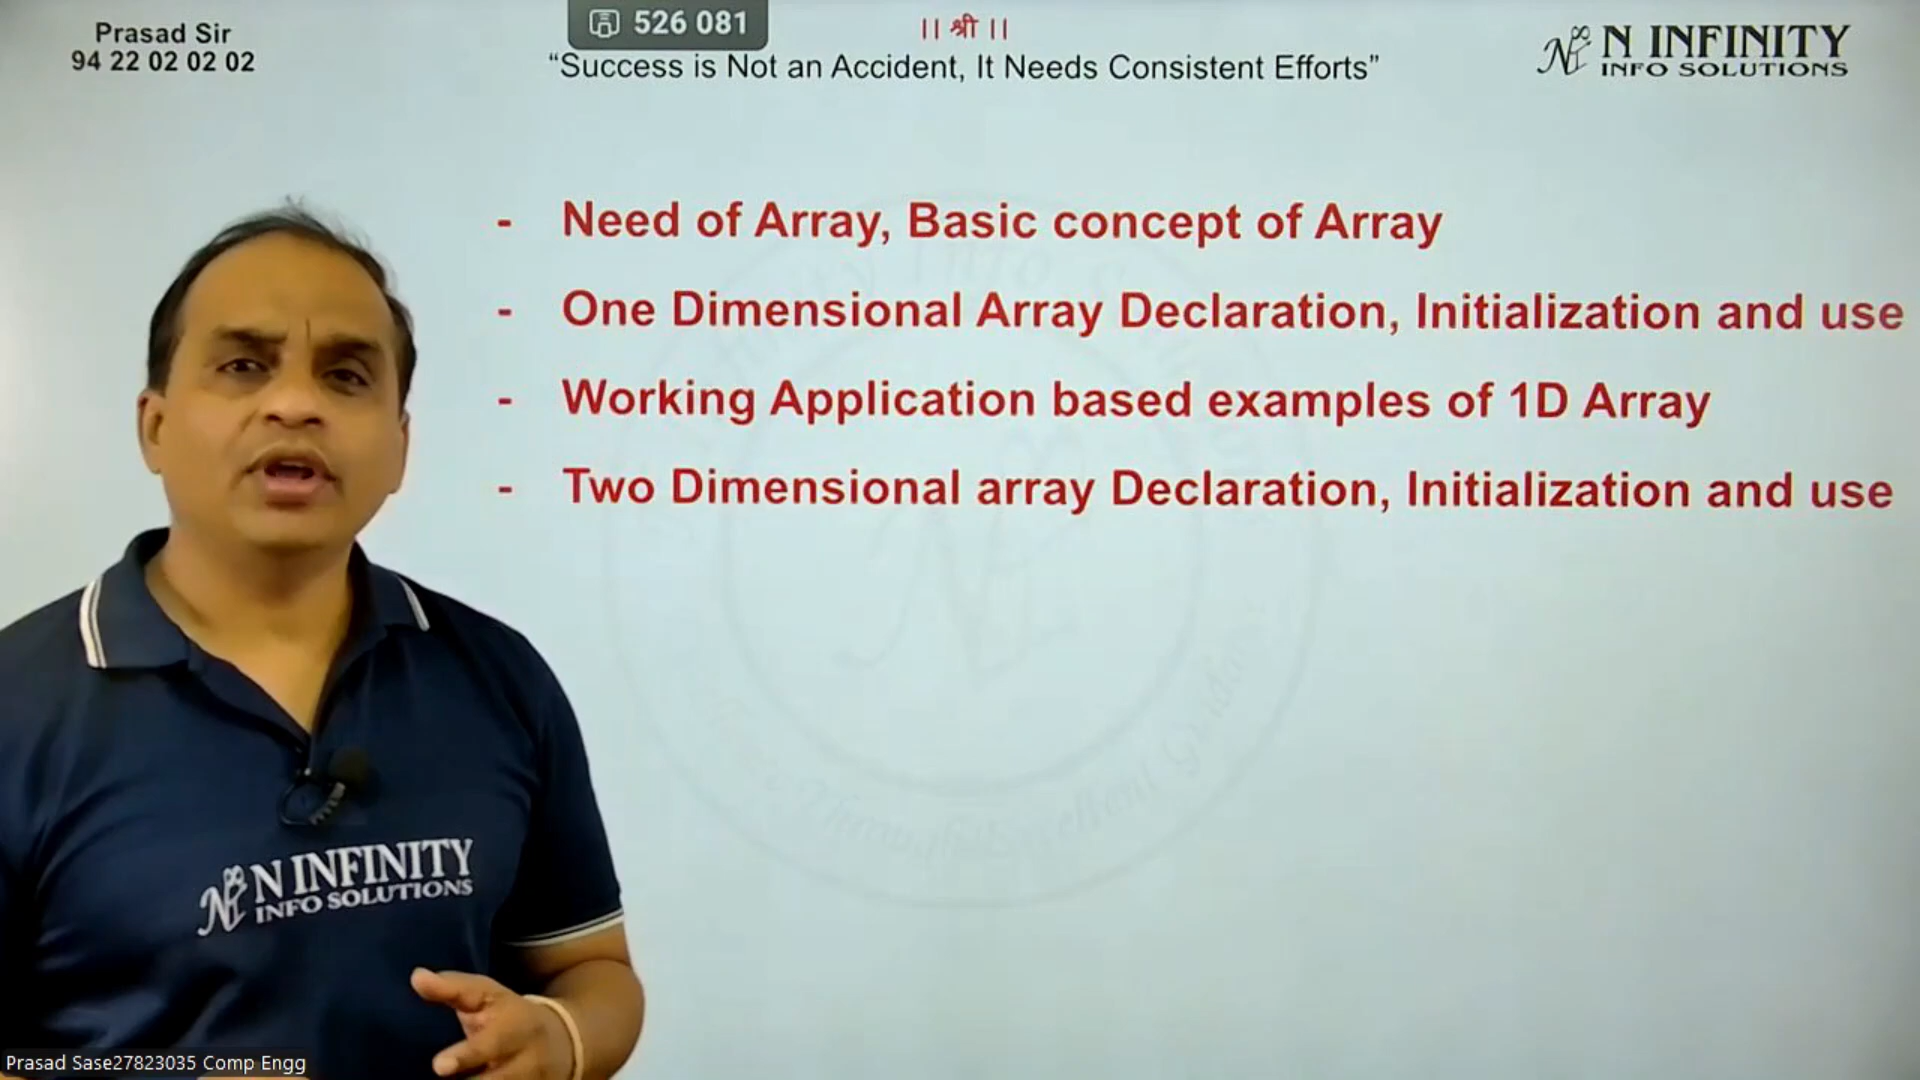 Prasad Sir
94 22 02 02 02
526 081
|| श्री ||
“Success is Not an Accident, It Needs Consistent Efforts”
N INFINITY
INFO SOLUTIONS
- Need of Array, Basic concept of Array
- One Dimensional Array Declaration, Initialization and use
- Working Application based examples of 1D Array
- Two Dimensional array Declaration, Initialization and use
N INFINITY
INFO SOLUTIONS
Prasad Sase27823035 Comp Engg